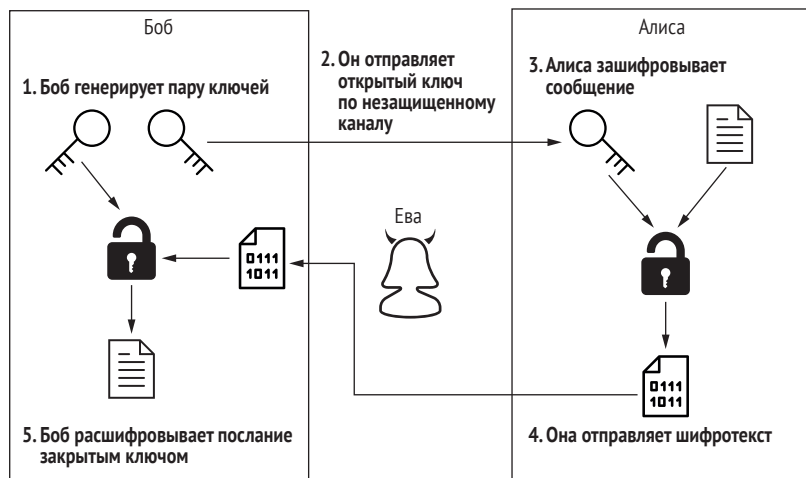 Боб
Алиса
1. Боб генерирует пару ключей
2. Он отправляет
открытый ключ
по незащищенному
каналу
3. Алиса зашифровывает
сообщение
Ева
0111
1011
0111
1011
5. Боб расшифровывает послание
закрытым ключом
4. Она отправляет шифротекст